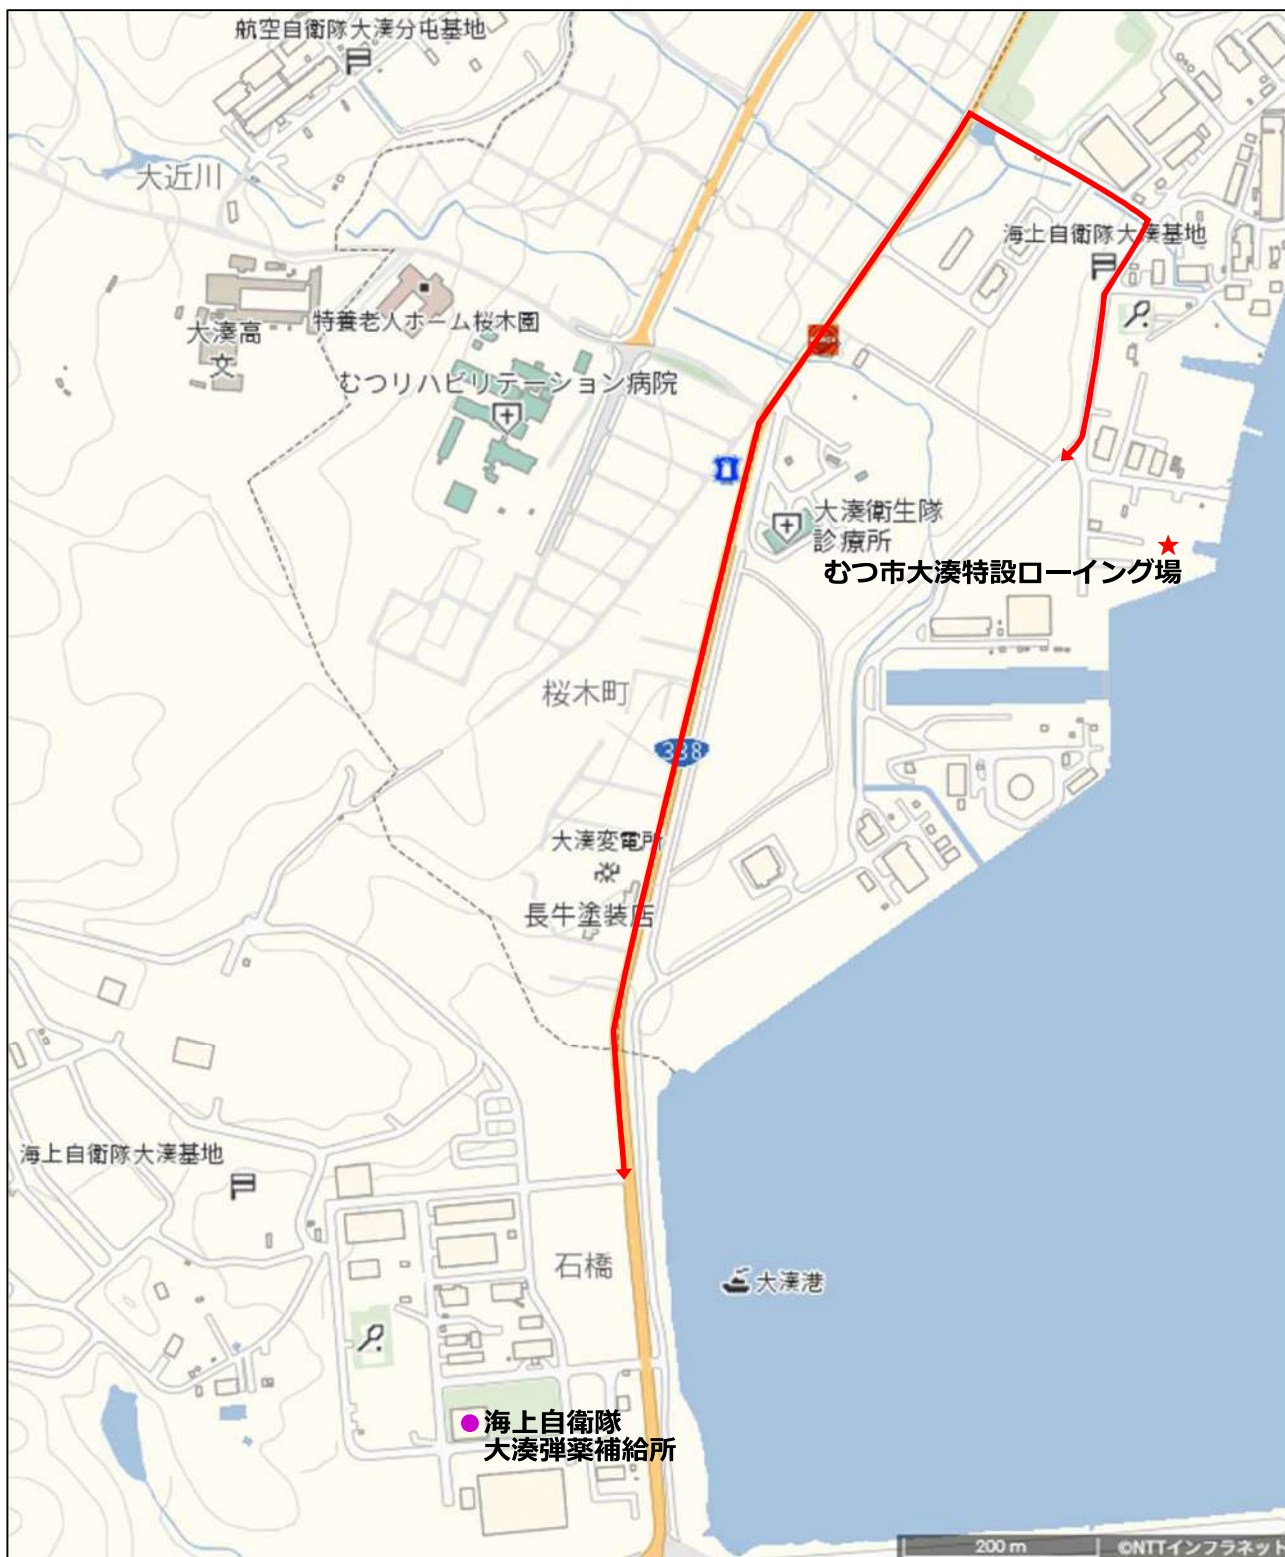 航空自衛隊大湊分屯基地
大近川
海上自衛隊大湊基地
大湊高
特養老人ホーム桜木園
むつリハビリテーション病院
大湊衛生隊
診療所
むつ市大湊特設ローイング場
桜木町
338
大湊変電所
長牛塗装店
海上自衛隊大湊基地
石橋
大湊港
海上自衛隊
大湊弾薬補給所
200 m
©NTTインフラネット